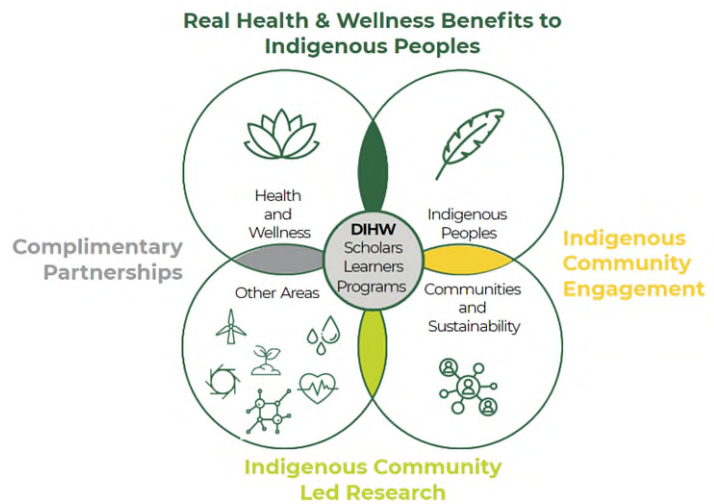 Real Health & Wellness Benefits to
Indigenous Peoples
Health
and
Wellness
Indigenous
Peoples
DIHW
Scholars
Learners
Programs
Complimentary
Partnerships
Indigenous
Community
Engagement
Other Areas
Communities
and
Sustainability
Indigenous Community
Led Research